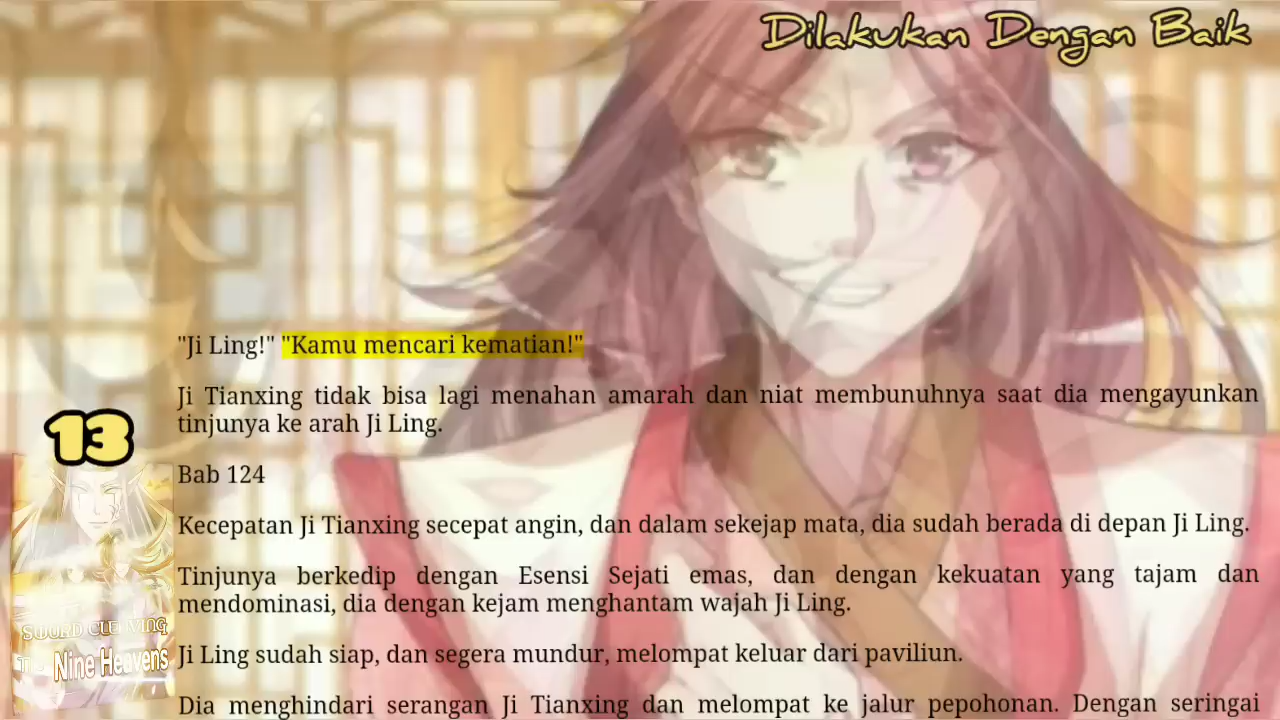 Dilakukan Dengan Baik
"Ji Ling!" "Kamu mencari kematian!"
Ji Tianxing tidak bisa lagi menahan amarah dan niat membunuhnya saat dia mengayunkan
tinjunya ke arah Ji Ling.
Bab 124
Kecepatan Ji Tianxing secepat angin, dan dalam sekejap mata, dia sudah berada di depan Ji Ling.
Tinjunya berkedip dengan Esensi Sejati emas, dan dengan kekuatan yang tajam dan
mendominasi, dia dengan kejam menghantam wajah Ji Ling.
Ji Ling sudah siap, dan segera mundur, melompat keluar dari paviliun.
Dia menghindari serangan Ji Tianxing dan melompat ke jalur pepohonan. Dengan seringai
13
SWORD CLEAVING
Nine Heavens